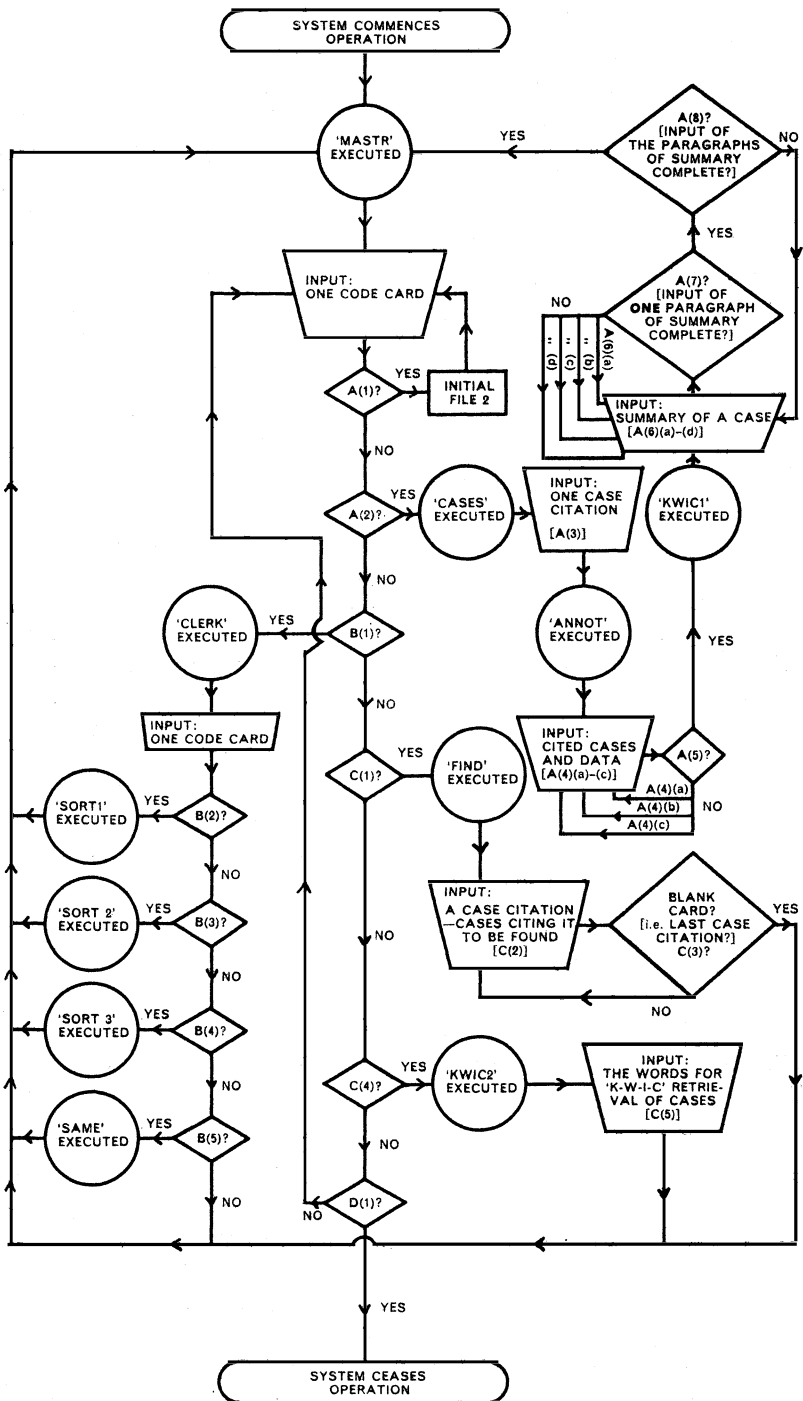 SYSTEM COMMENCES
OPERATION
'MASTR'
EXECUTED
YES
A(8)?
[INPUT OF
THE PARAGRAPHS
OF SUMMARY
COMPLETE?]
NO
YES
INPUT:
ONE CODE CARD
A(7)?
[INPUT OF
ONE PARAGRAPH
OF SUMMARY
COMPLETE?]
NO
A(6)(a)
" (b)
" (c)
" (d)
A(1)?
YES
INITIAL
FILE 2
NO
INPUT:
SUMMARY OF A CASE
[A(6)(a)–(d)]
A(2)?
YES
'CASES'
EXECUTED
INPUT:
ONE CASE
CITATION
[A(3)]
'KWIC1'
EXECUTED
NO
'CLERK'
EXECUTED
YES
B(1)?
'ANNOT'
EXECUTED
YES
NO
INPUT:
ONE CODE CARD
INPUT:
CITED CASES
AND DATA
[A(4)(a)–(c)]
A(5)?
A(4)(a)
A(4)(b)
A(4)(c)
NO
C(1)?
YES
'FIND'
EXECUTED
'SORT1'
EXECUTED
YES
B(2)?
NO
INPUT:
A CASE CITATION
—CASES CITING IT
TO BE FOUND
[C(2)]
BLANK
CARD?
[i.e. LAST CASE
CITATION?]
C(3)?
YES
NO
'SORT 2'
EXECUTED
YES
B(3)?
NO
NO
'SORT 3'
EXECUTED
YES
B(4)?
NO
C(4)?
YES
'KWIC2'
EXECUTED
INPUT:
THE WORDS FOR
'K-W-I-C' RETRIE-
VAL OF CASES
[C(5)]
NO
'SAME'
EXECUTED
YES
B(5)?
NO
D(1)?
NO
YES
SYSTEM CEASES
OPERATION